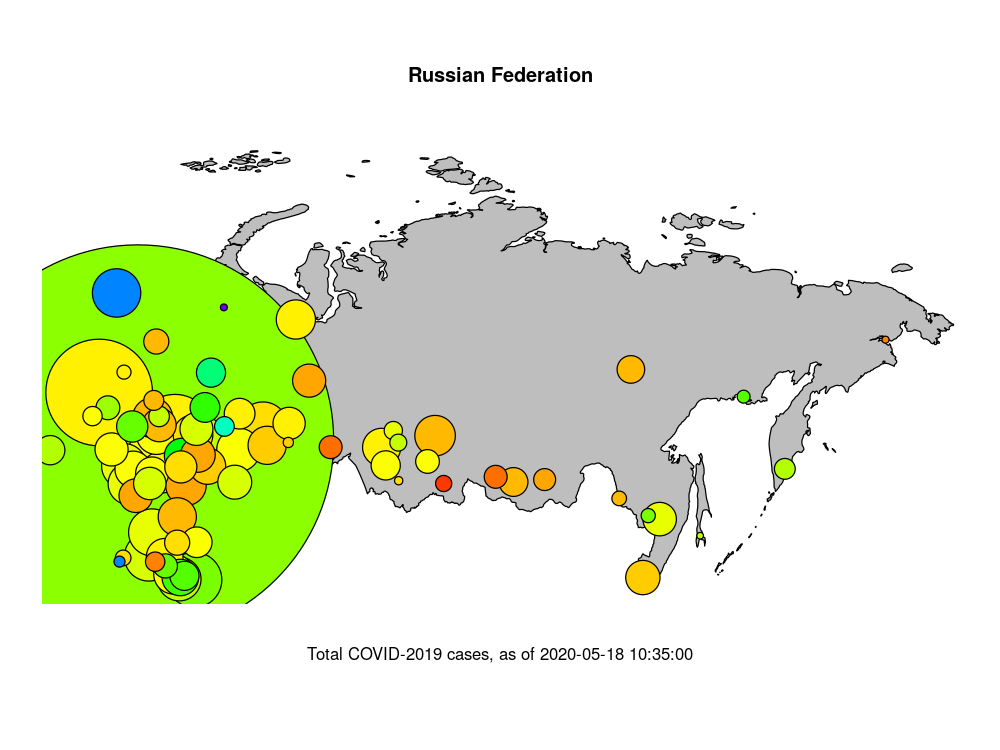 Russian Federation
Total COVID-2019 cases, as of 2020-05-18 10:35:00